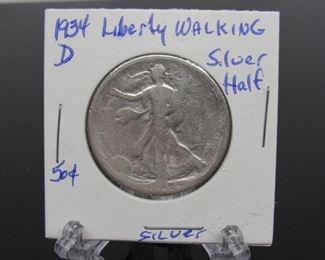 1934 Liberty WALKING
D Silver
Half
50¢
SILVER